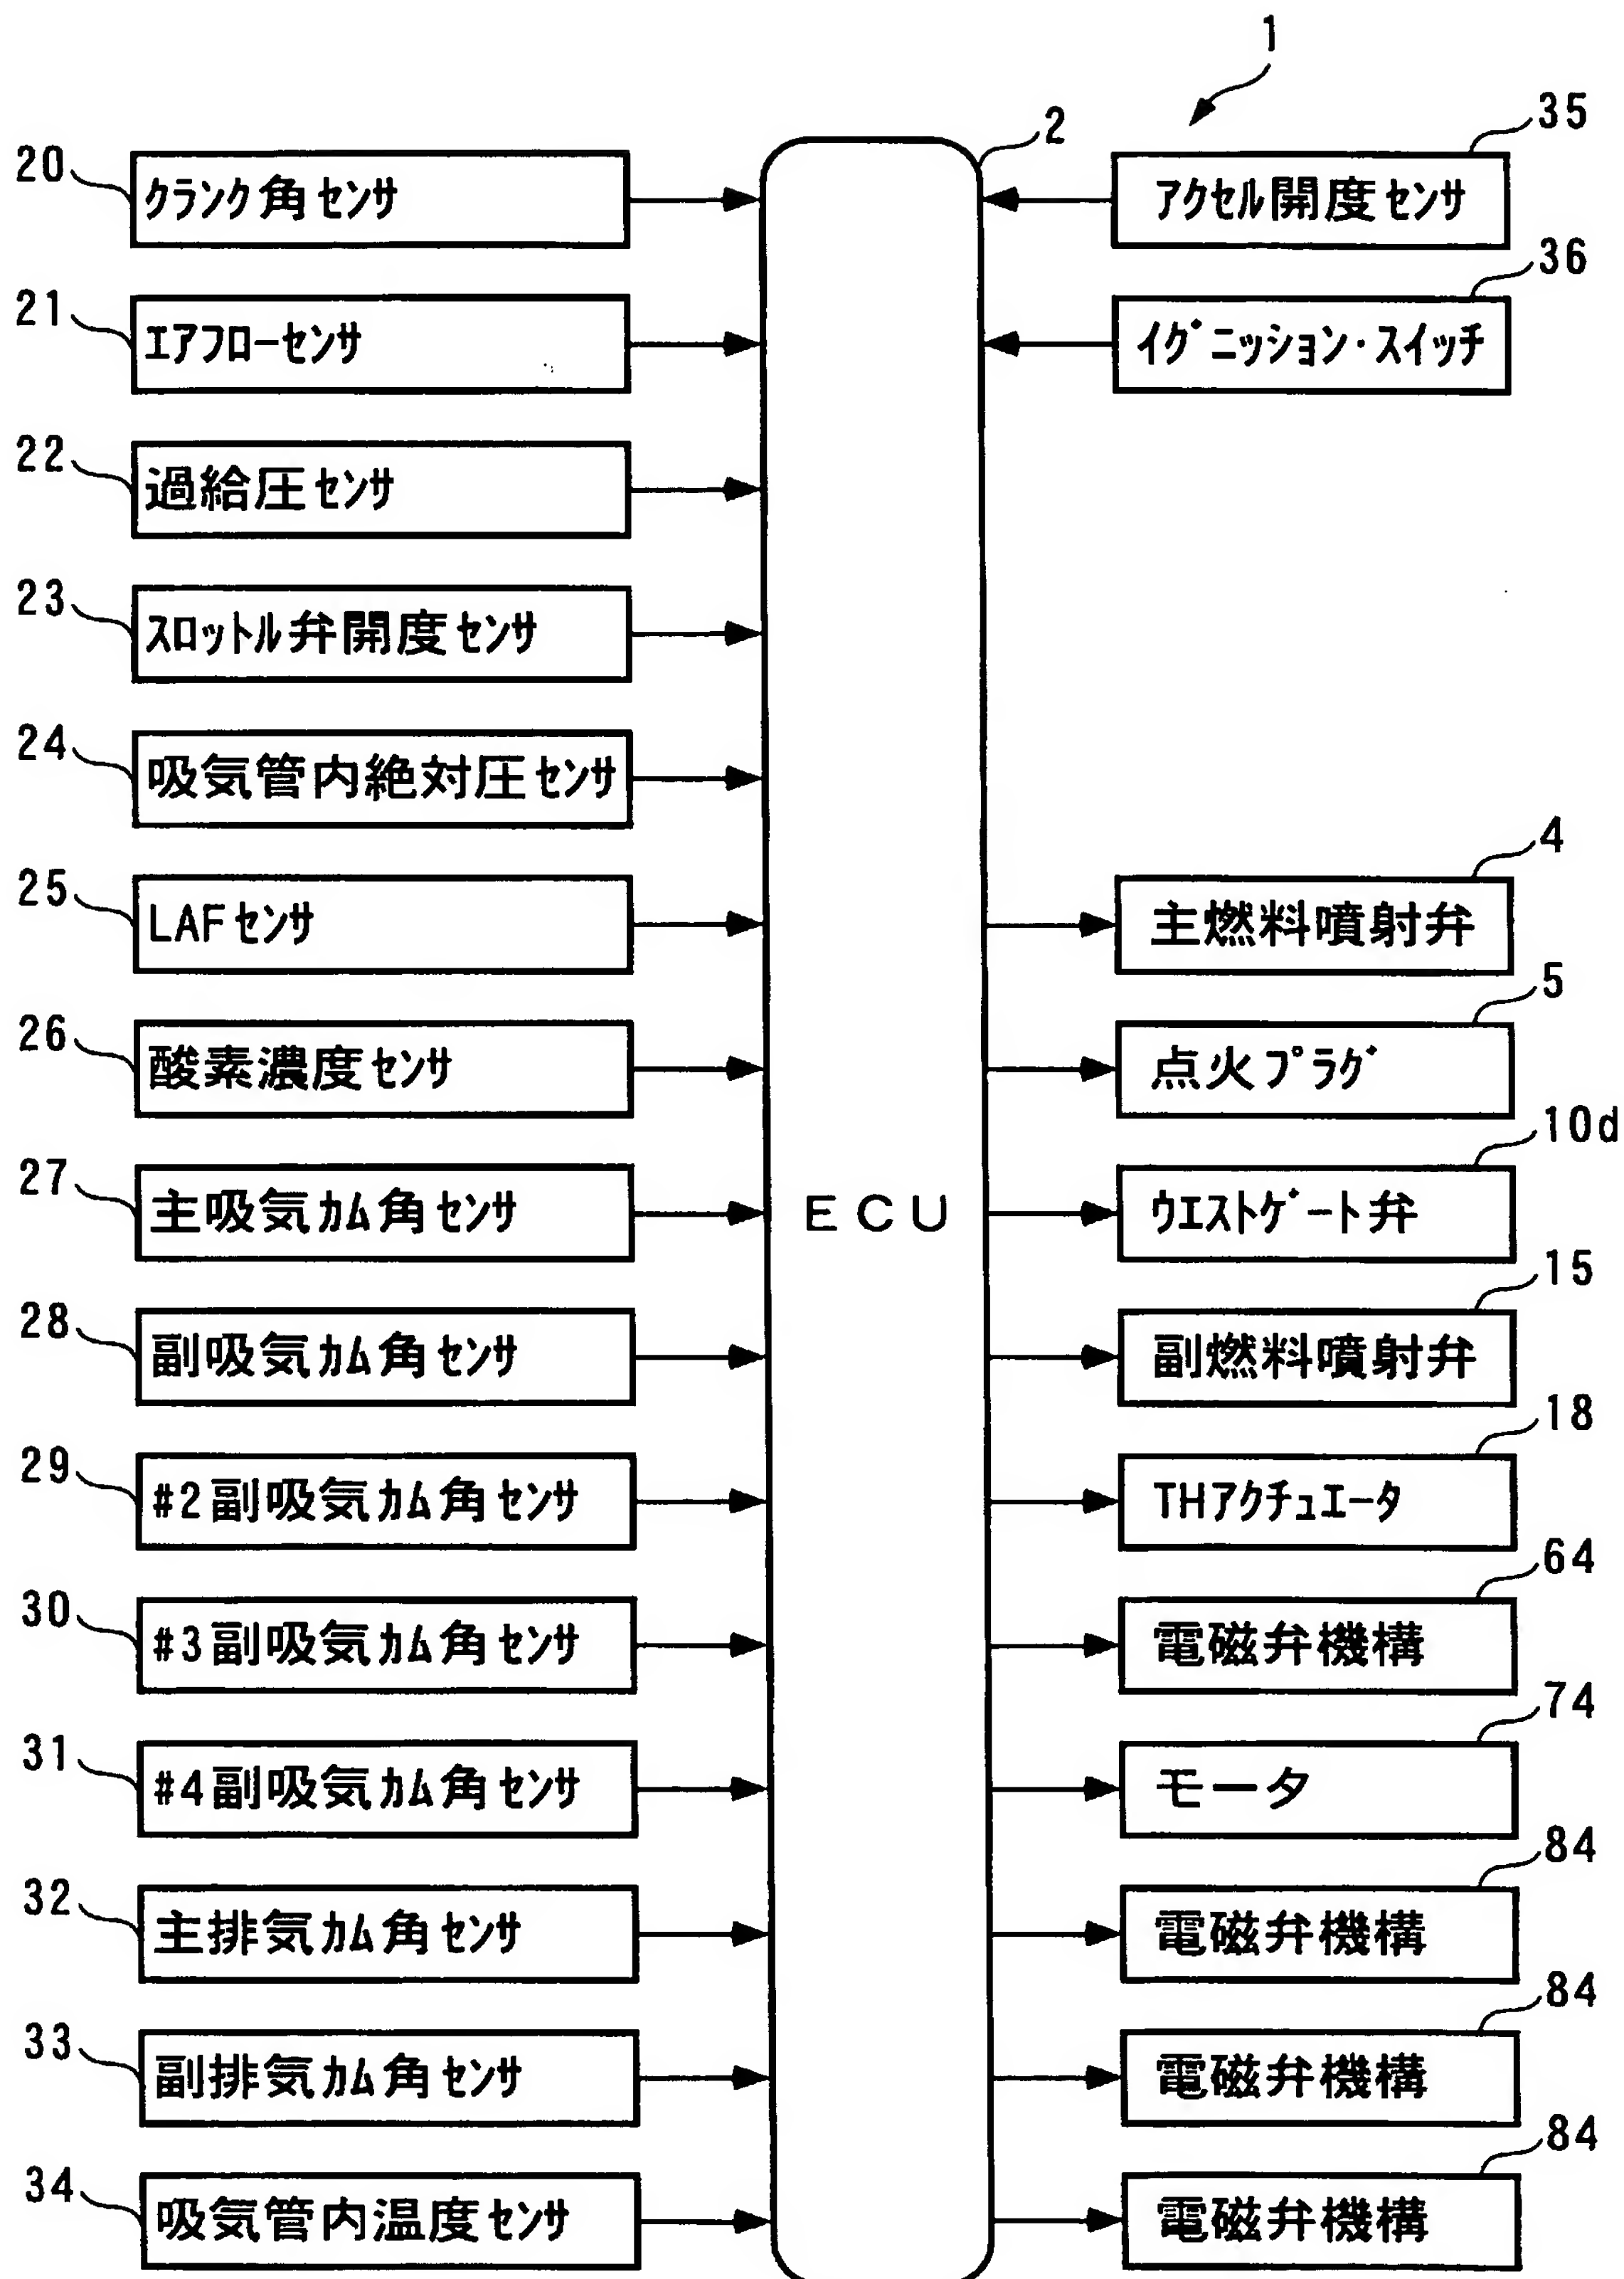 1
2
20
クランク角センサ
35
アクセル開度センサ
21
エアフローセンサ
36
イグニッション・スイッチ
22
過給圧センサ
23
スロットル弁開度センサ
24
吸気管内絶対圧センサ
25
LAFセンサ
4
主燃料噴射弁
26
酸素濃度センサ
5
点火プラグ
27
主吸気カム角センサ
ECU
10d
ウエストゲート弁
28
副吸気カム角センサ
15
副燃料噴射弁
29
#2副吸気カム角センサ
18
THアクチュエータ
30
#3副吸気カム角センサ
64
電磁弁機構
31
#4副吸気カム角センサ
74
モータ
32
主排気カム角センサ
84
電磁弁機構
33
副排気カム角センサ
84
電磁弁機構
34
吸気管内温度センサ
84
電磁弁機構